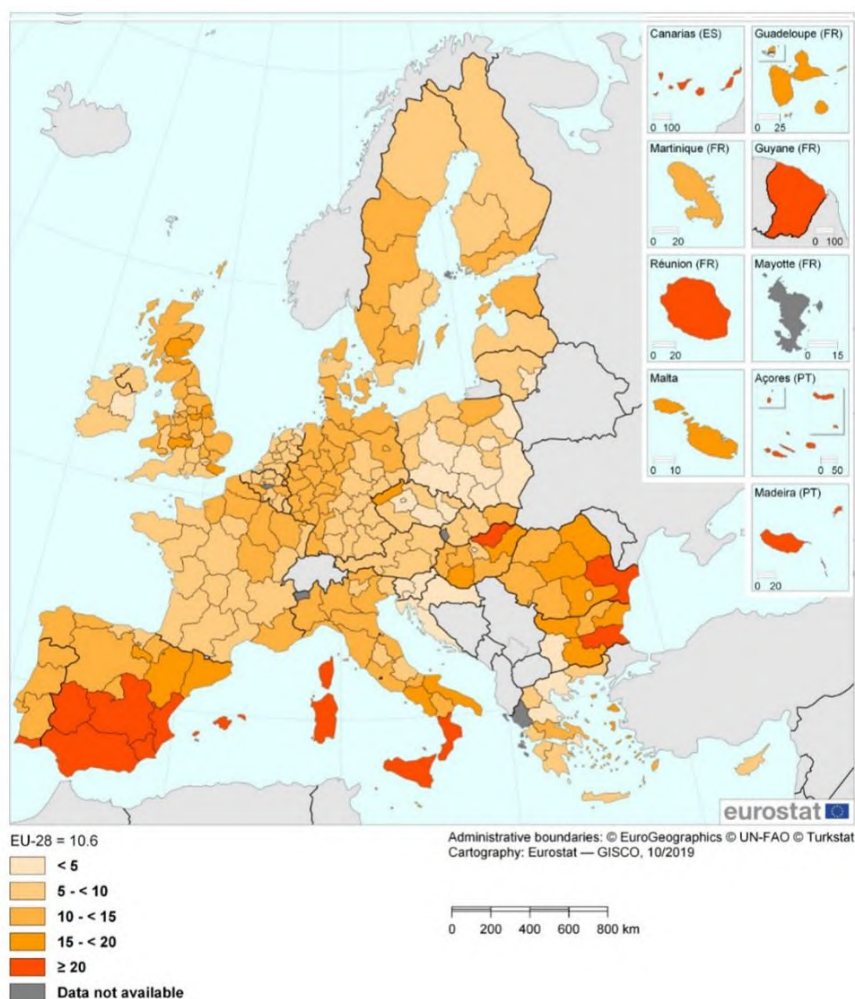 Canarias (ES)
0 100
Guadeloupe (FR)
0 25
Martinique (FR)
0 20
Guyane (FR)
0 100
Réunion (FR)
0 20
Mayotte (FR)
0 15
Malta
0 10
Açores (PT)
0 50
Madeira (PT)
0 20
eurostat
EU-28 = 10.6
Administrative boundaries: © EuroGeographics © UN-FAO © Turkstat
Cartography: Eurostat — GISCO, 10/2019
< 5
5 - < 10
10 - < 15
15 - < 20
≥ 20
Data not available
0 200 400 600 800 km